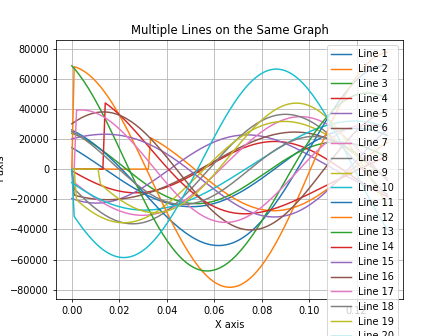 Multiple Lines on the Same Graph
80000
60000
40000
20000
0
−20000
−40000
−60000
−80000
0.00
0.02
0.04
0.06
0.08
0.10
X axis
Line 1
Line 2
Line 3
Line 4
Line 5
Line 6
Line 7
Line 8
Line 9
Line 10
Line 11
Line 12
Line 13
Line 14
Line 15
Line 16
Line 17
Line 18
Line 19